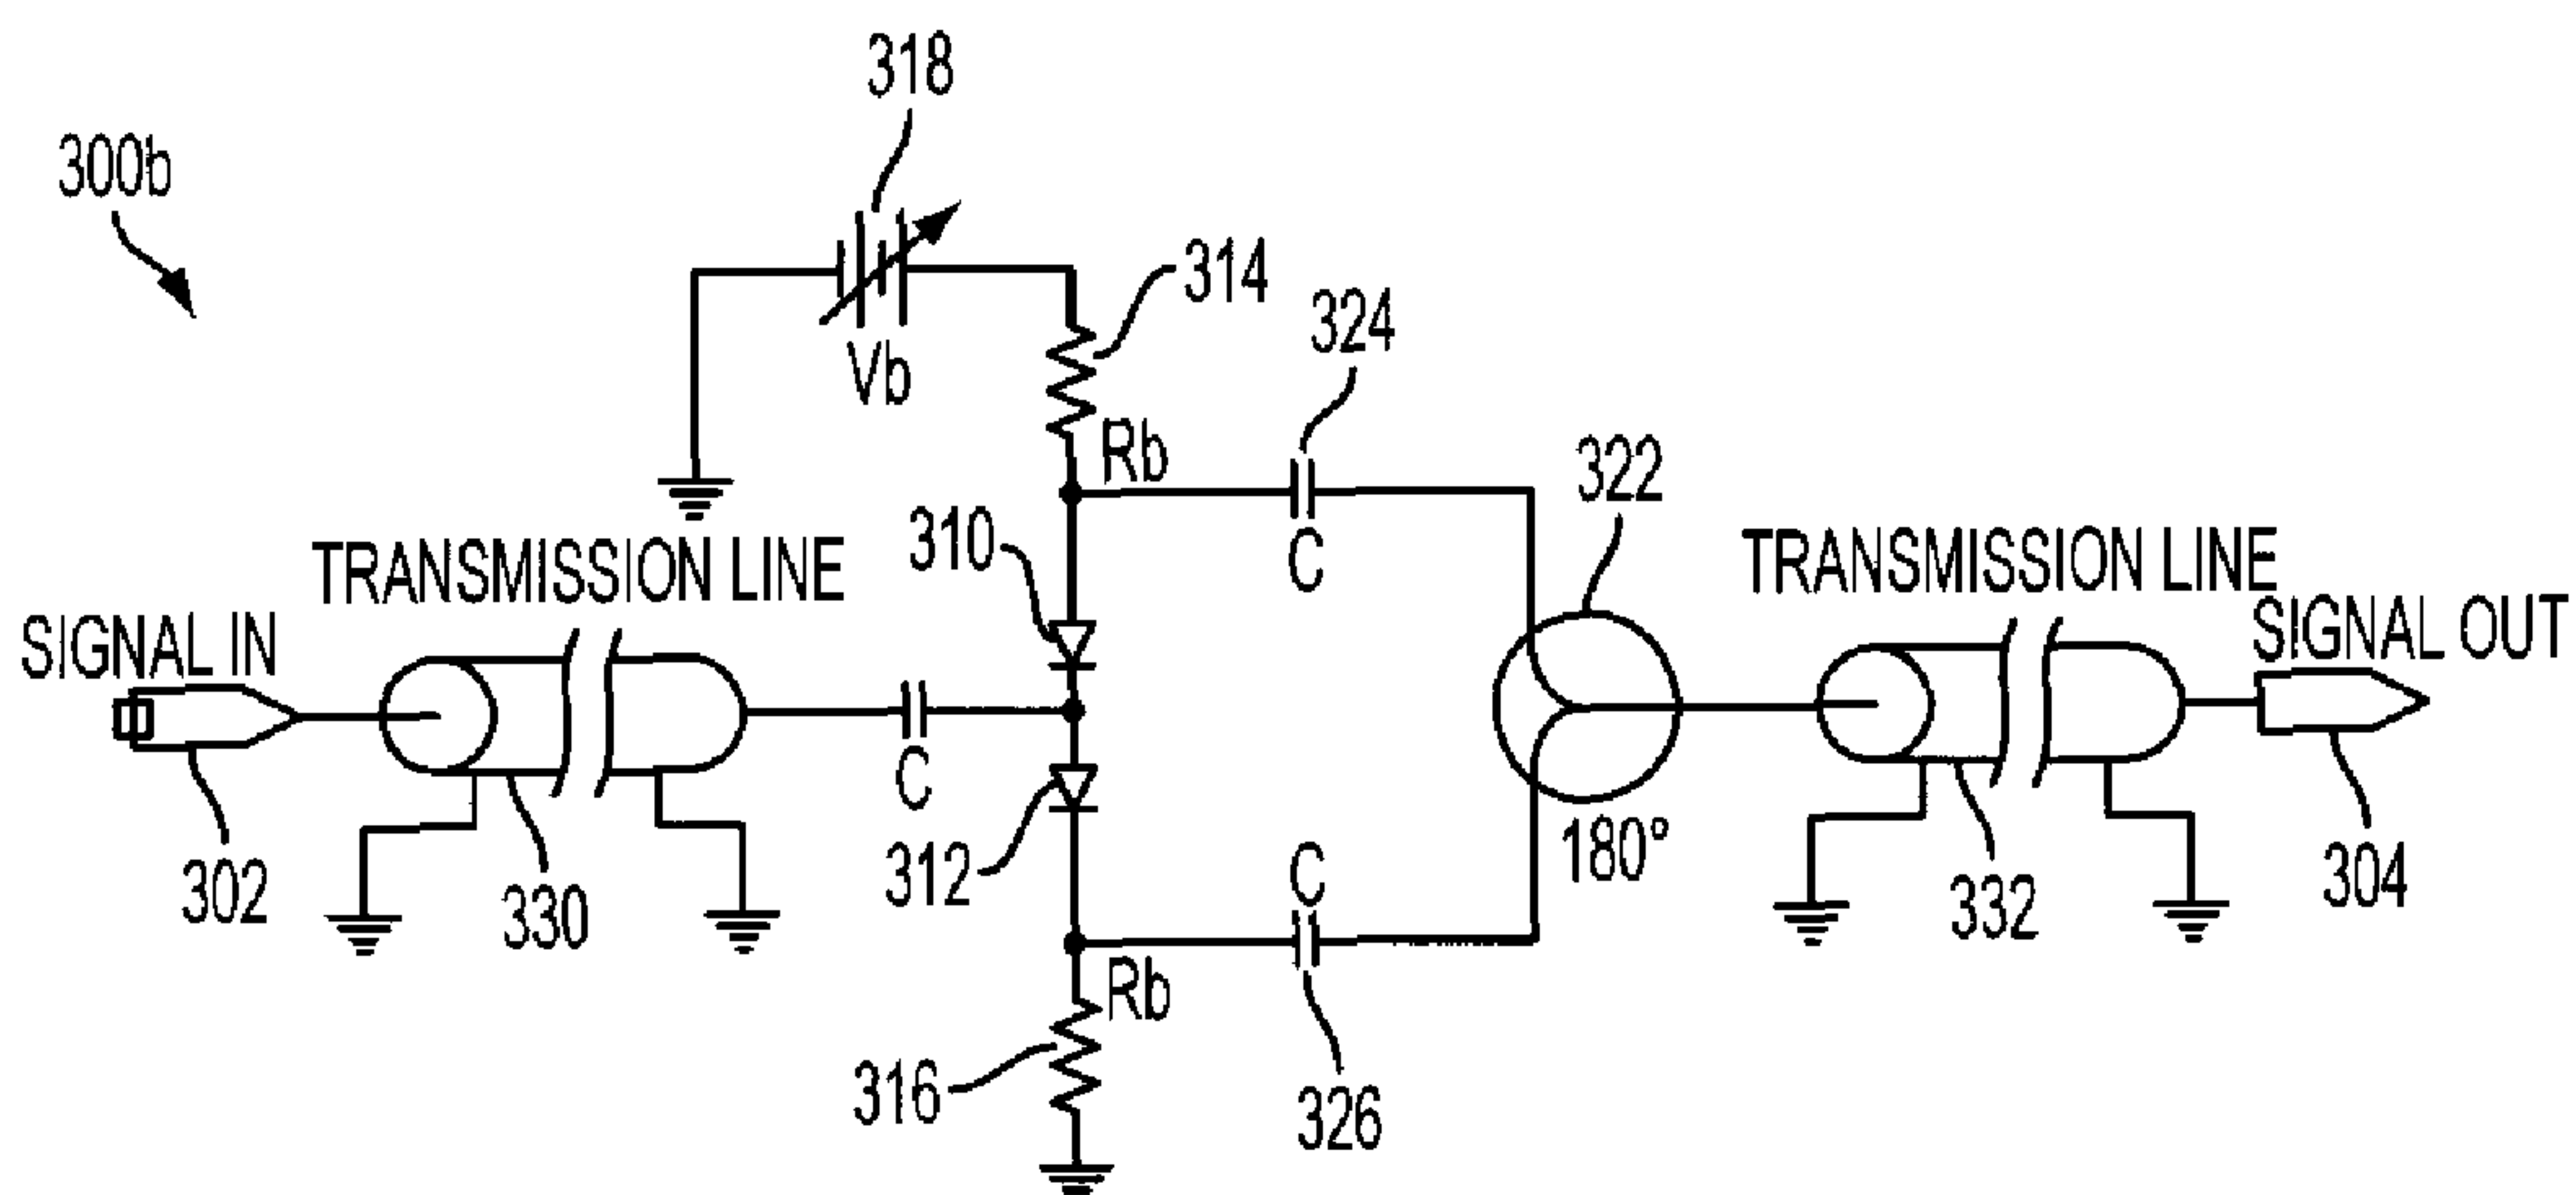 318
300b
314
324
Vb
Rb
322
310
C
TRANSMISSION LINE
TRANSMISSION LINE
SIGNAL IN
SIGNAL OUT
C
312
180°
302
330
C
332
304
Rb
316
326